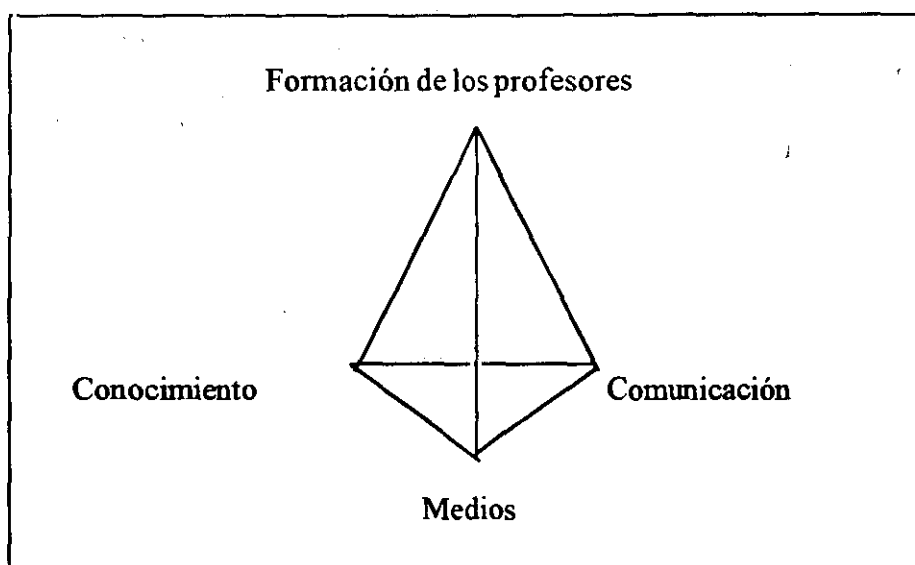 Formación de los profesores
Conocimiento
Comunicación
Medios